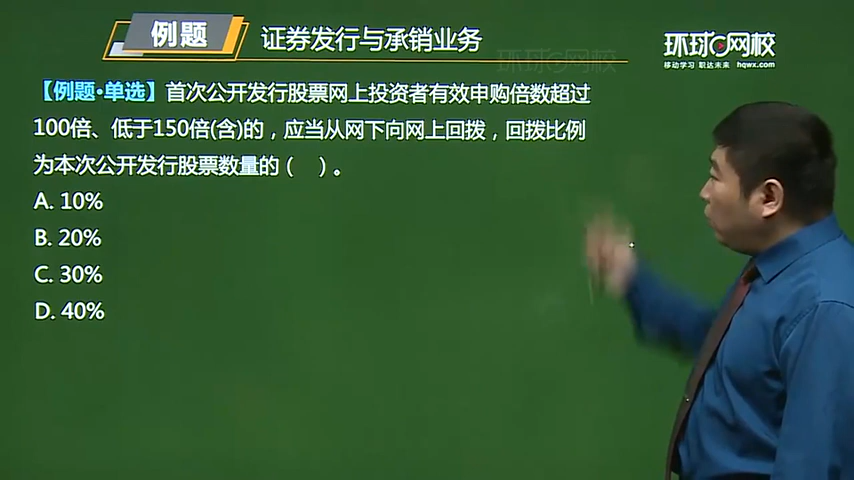 例题
证券发行与承销业务
环球网校
环球网校
移动学习 职达未来 hqwx.com
【例题•单选】首次公开发行股票网上投资者有效申购倍数超过
100倍、低于150倍(含)的，应当从网下向网上回拨，回拨比例
为本次公开发行股票数量的（ ）。
A. 10%
B. 20%
C. 30%
D. 40%